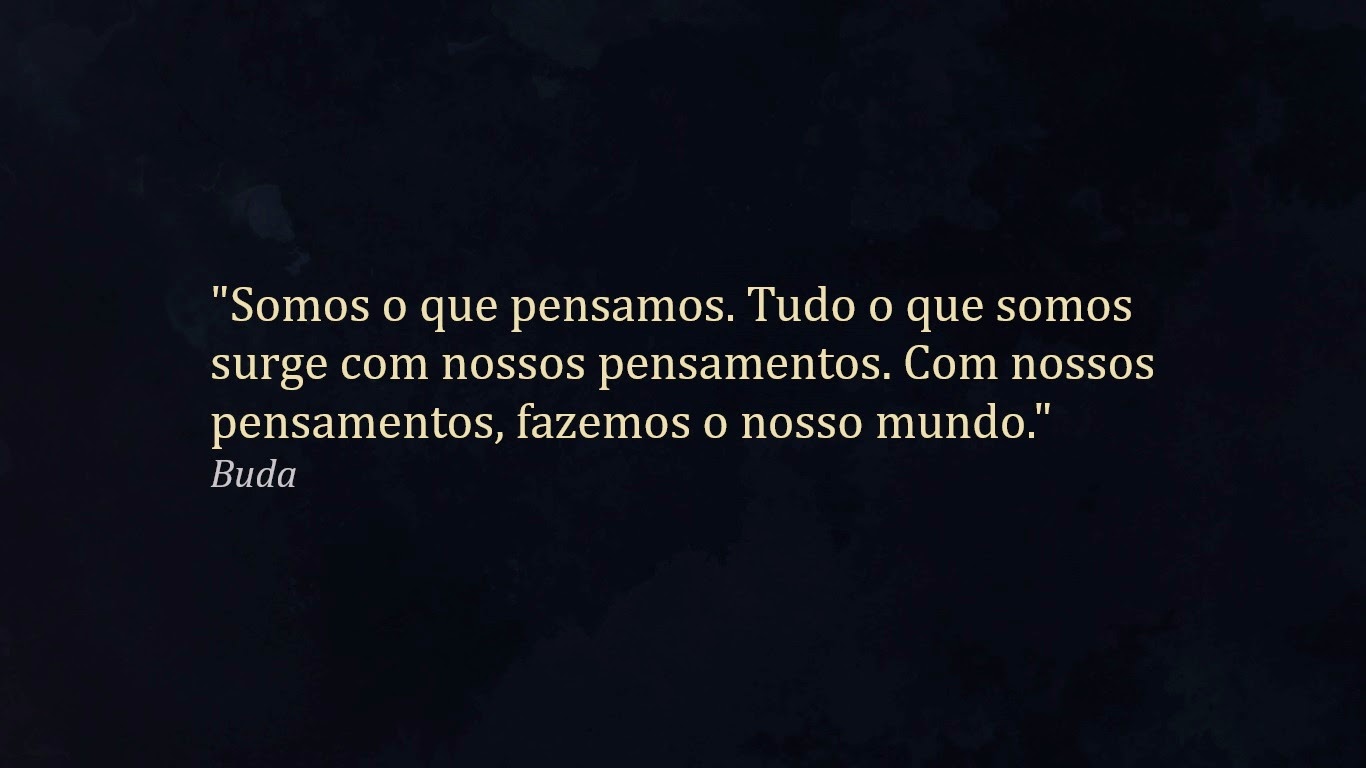 "Somos o que pensamos. Tudo o que somos
surge com nossos pensamentos. Com nossos
pensamentos, fazemos o nosso mundo."
Buda